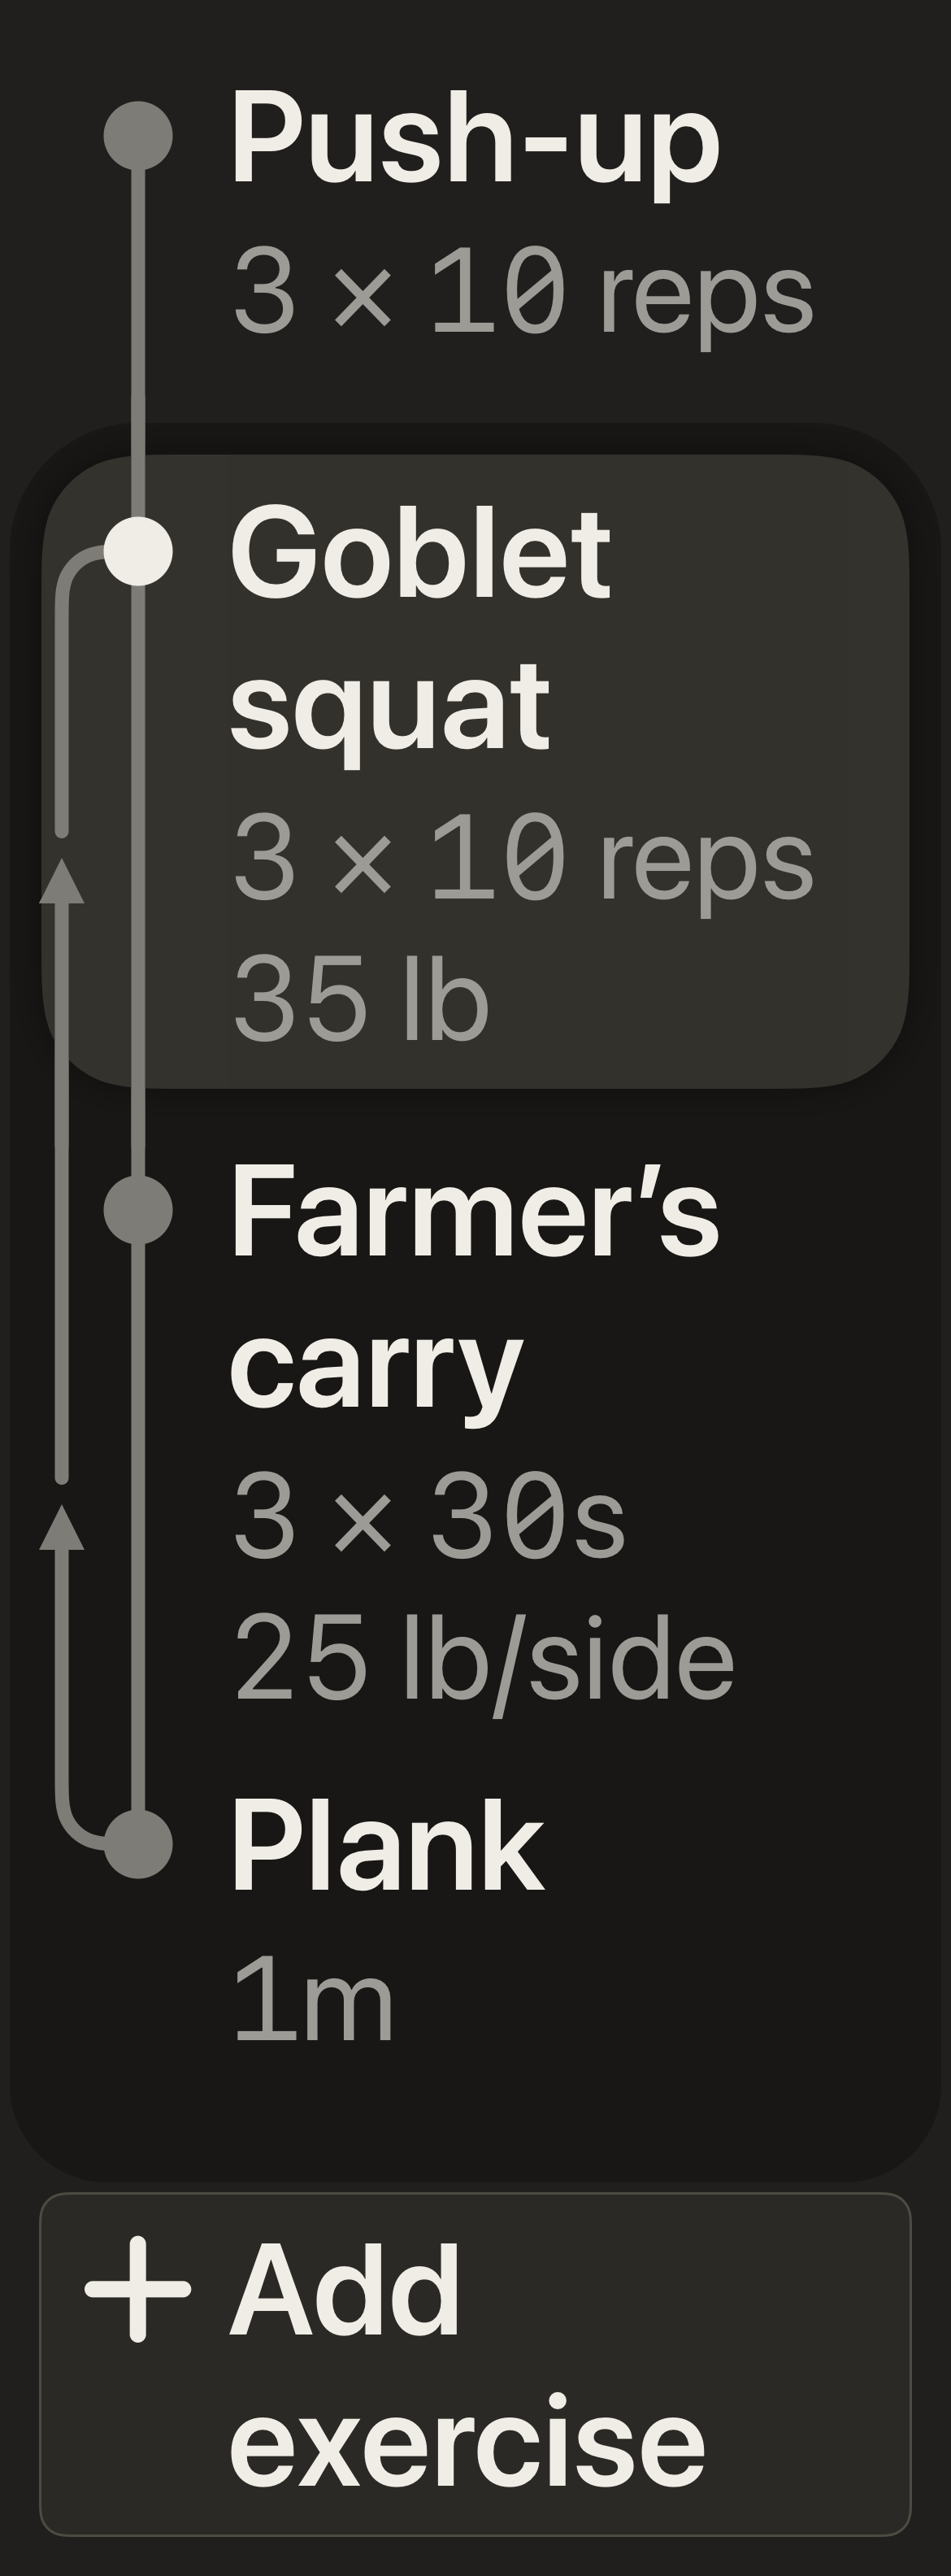 Push-up
3 × 10 reps
Goblet
squat
3 × 10 reps
35 lb
Farmer’s
carry
3 × 30s
25 lb/side
Plank
1m
Add
exercise